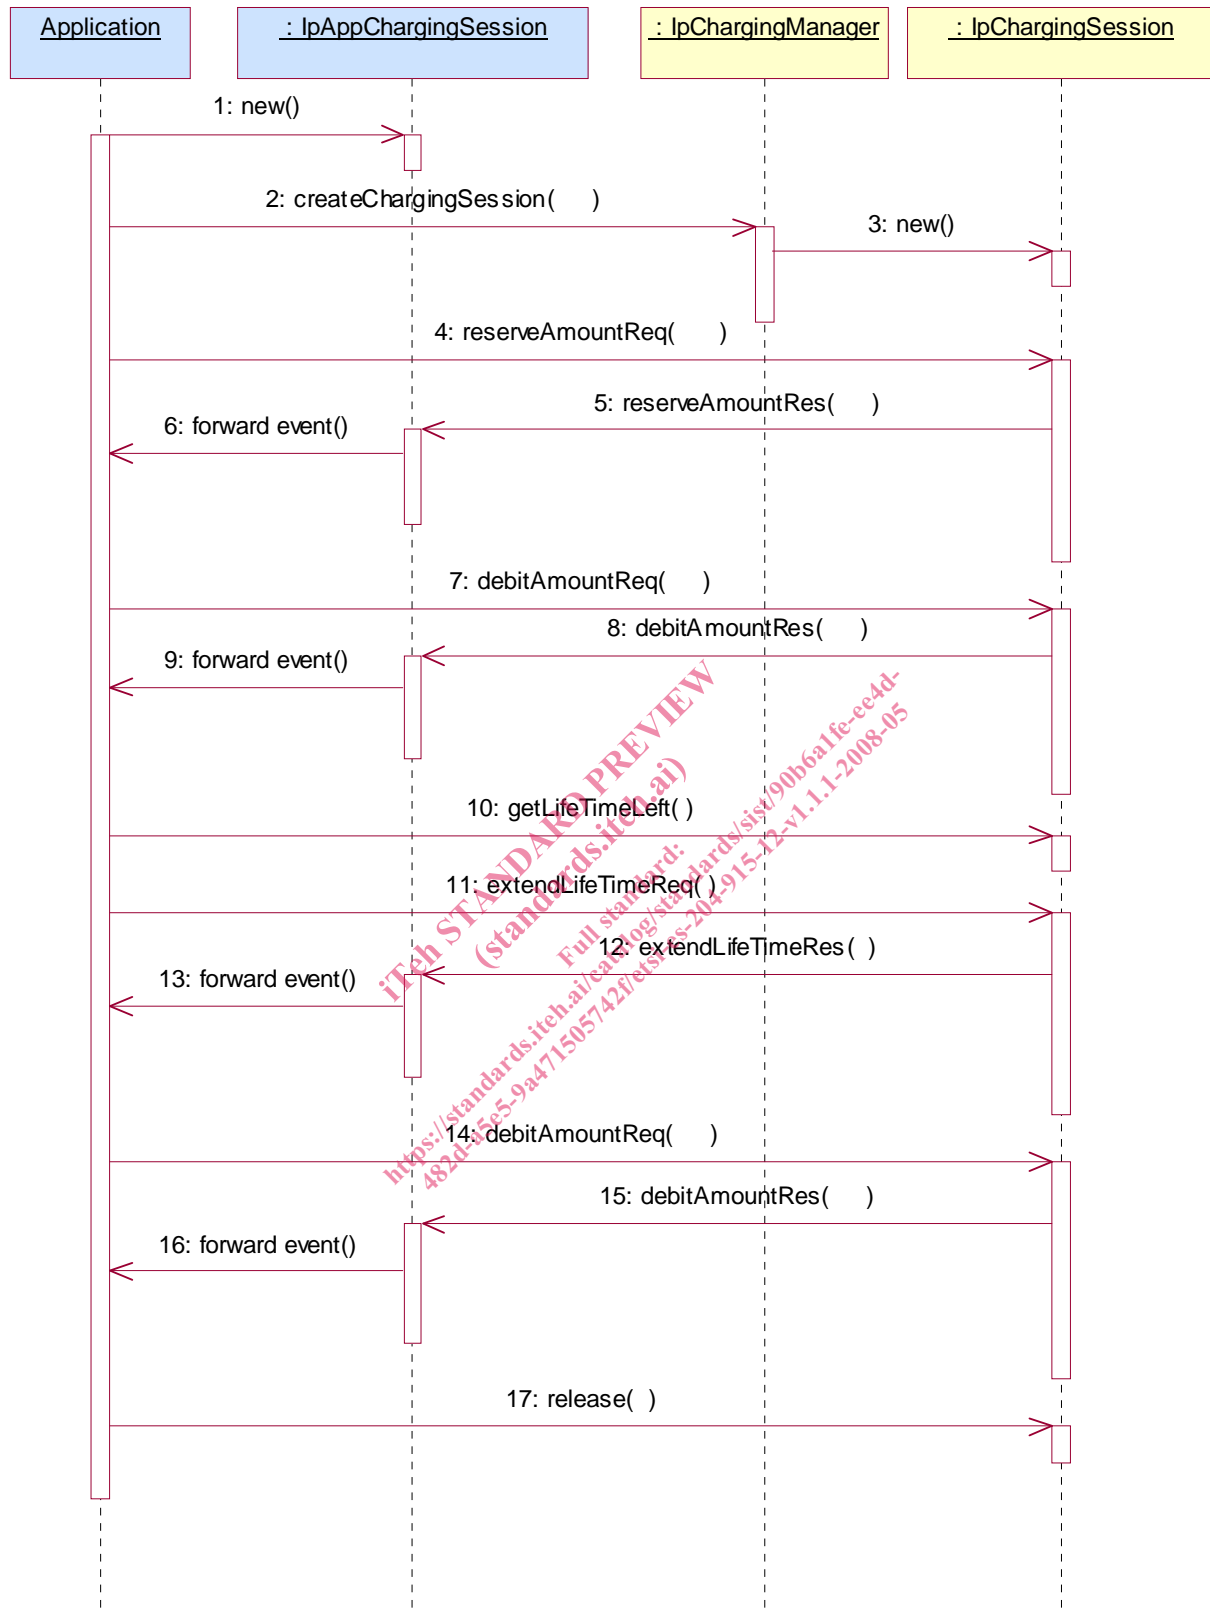 Application
: IpAppChargingSession
: IpChargingManager
: IpChargingSession
1: new()
2: createChargingSession( )
3: new()
4: reserveAmountReq( )
5: reserveAmountRes( )
6: forward event()
7: debitAmountReq( )
8: debitAmountRes( )
9: forward event()
10: getLifeTimeLeft( )
11: extendLifeTimeReq( )
12: extendLifeTimeRes( )
13: forward event()
14: debitAmountReq( )
15: debitAmountRes( )
16: forward event()
17: release( )
iTeh STANDARD PREVIEW
(standards.iteh.ai)
Full standard:
https://standards.iteh.ai/catalog/standards/sist/90b6a1fe-ee4d-
482d-a5e5-9a471505742f/etsi-es-204-915-12-v1.1.1-2008-05